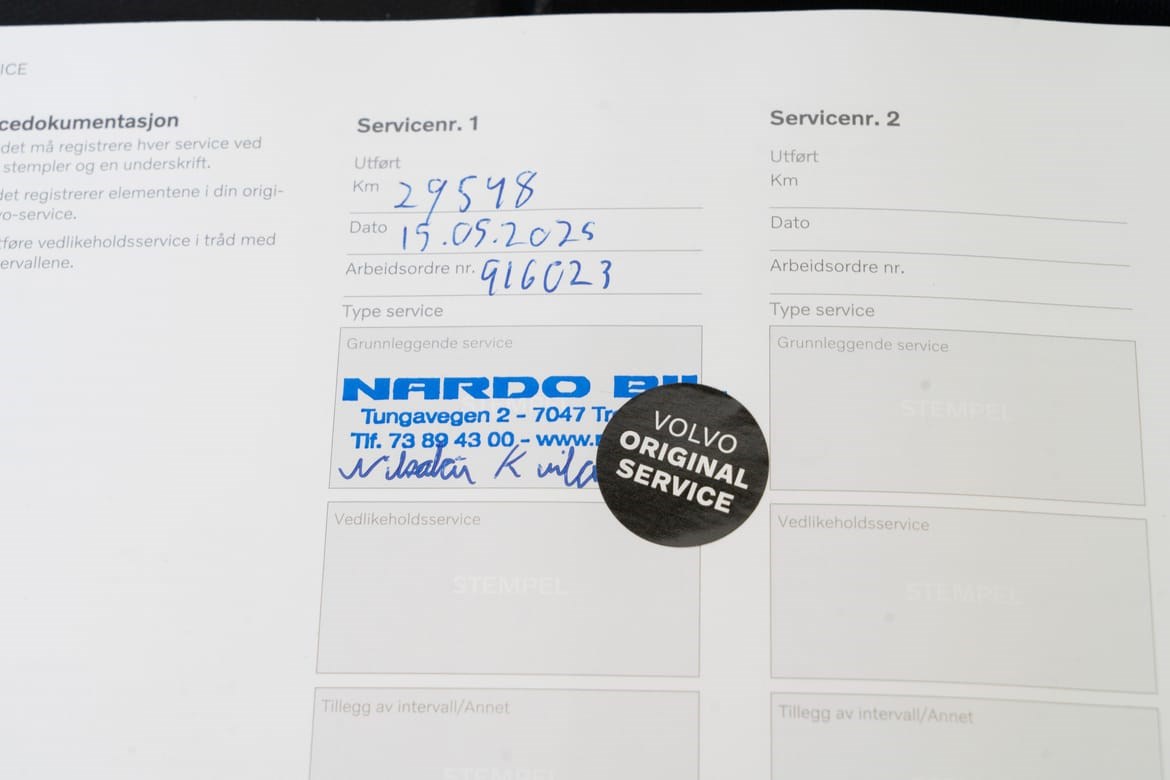 ICE
cedokumentasjon
det må registrere hver service ved
stempler og en underskrift.
det registrerer elementene i din origi-
vo-service.
tføre vedlikeholdsservice i tråd med
ervallene.
Servicenr. 1
Utført
Km 29548
Dato 15.05.2025
Arbeidsordre nr. 916023
Type service
Grunnleggende service
NARDO BIL
Tungavegen 2 - 7047 Tr
Tlf. 73 89 43 00 - www.
VOLVO
ORIGINAL
SERVICE
Vedlikeholdsservice
STEMPEL
Tillegg av intervall/Annet
STEMPEL
Servicenr. 2
Utført
Km
Dato
Arbeidsordre nr.
Type service
Grunnleggende service
STEMPEL
Vedlikeholdsservice
STEMPEL
Tillegg av intervall/Annet